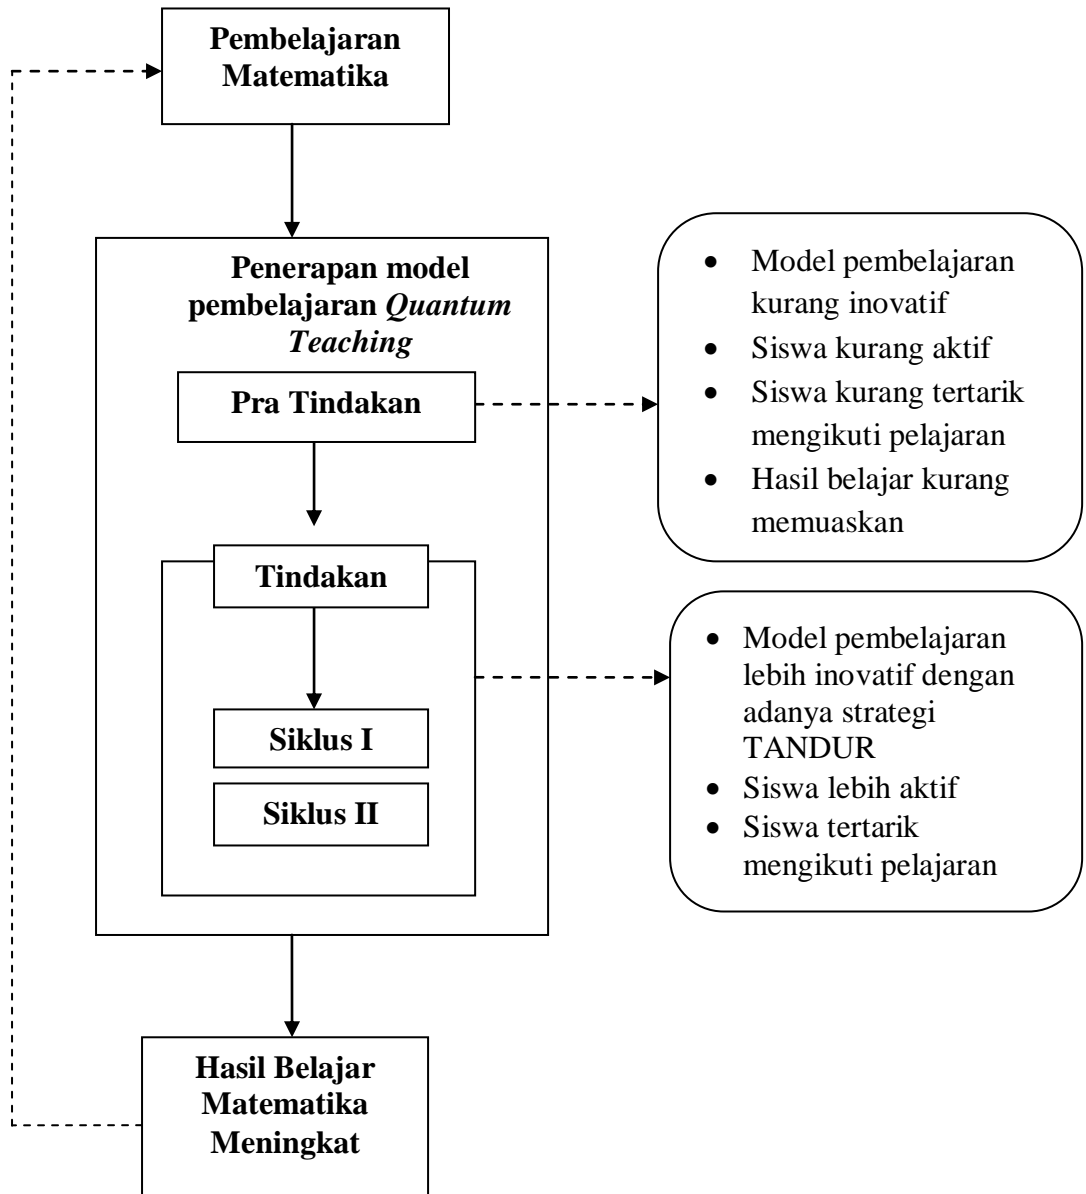 Pembelajaran
Matematika
Penerapan model
pembelajaran Quantum
Teaching
Pra Tindakan
• Model pembelajaran
kurang inovatif
• Siswa kurang aktif
• Siswa kurang tertarik
mengikuti pelajaran
• Hasil belajar kurang
memuaskan
Tindakan
Siklus I
Siklus II
• Model pembelajaran
lebih inovatif dengan
adanya strategi
TANDUR
• Siswa lebih aktif
• Siswa tertarik
mengikuti pelajaran
Hasil Belajar
Matematika
Meningkat